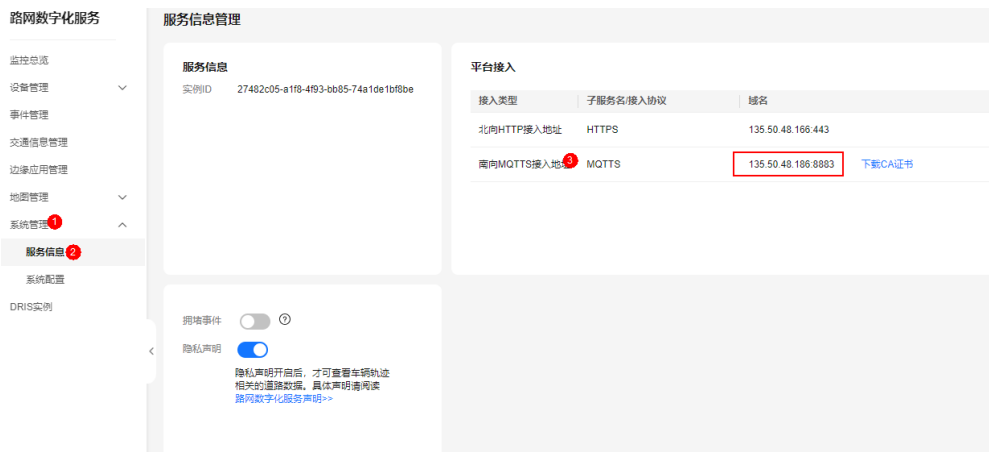 路网数字化服务
服务信息管理
监控总览
设备管理
事件管理
交通信息管理
边缘应用管理
地图管理
系统管理 1
服务信息 2
系统配置
DRIS实例
服务信息
实例ID 27482c05-a1f8-4f93-bb85-74a1de1bf8be
平台接入
接入类型 子服务名/接入协议 域名
北向HTTP接入地址 HTTPS 135.50.48.166:443
南向MQTTS接入地 3 MQTTS 135.50.48.186:8883 下载CA证书
拥堵事件
隐私声明
隐私声明开启后，才可查看车辆轨迹
相关的道路数据。具体声明请阅读
路网数字化服务声明>>